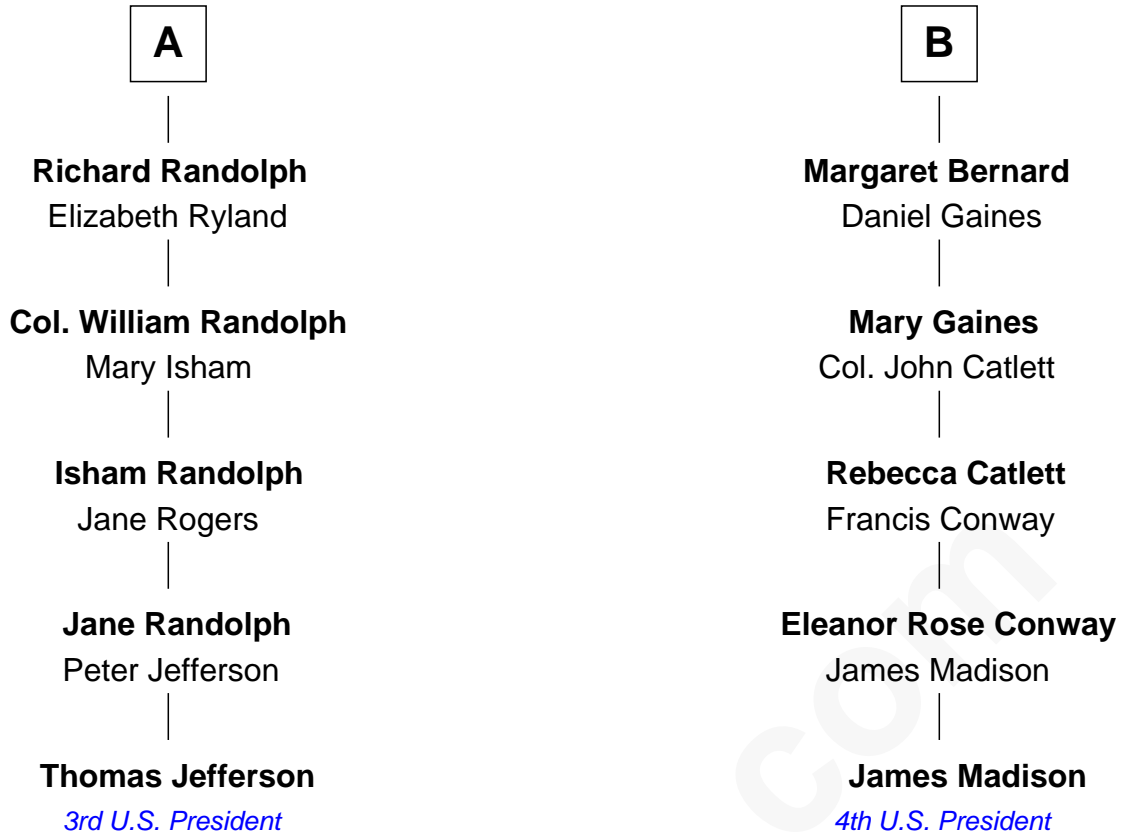 A
Richard Randolph
Elizabeth Ryland
Col. William Randolph
Mary Isham
Isham Randolph
Jane Rogers
Jane Randolph
Peter Jefferson
Thomas Jefferson
3rd U.S. President
B
Margaret Bernard
Daniel Gaines
Mary Gaines
Col. John Catlett
Rebecca Catlett
Francis Conway
Eleanor Rose Conway
James Madison
James Madison
4th U.S. President
com